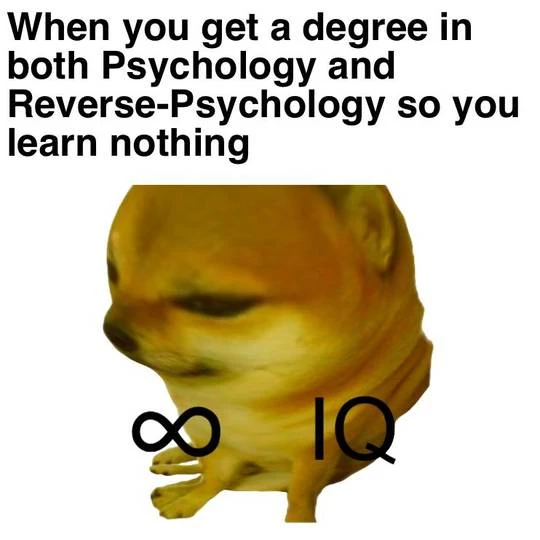 When you get a degree in
both Psychology and
Reverse-Psychology so you
learn nothing
∞ IQ